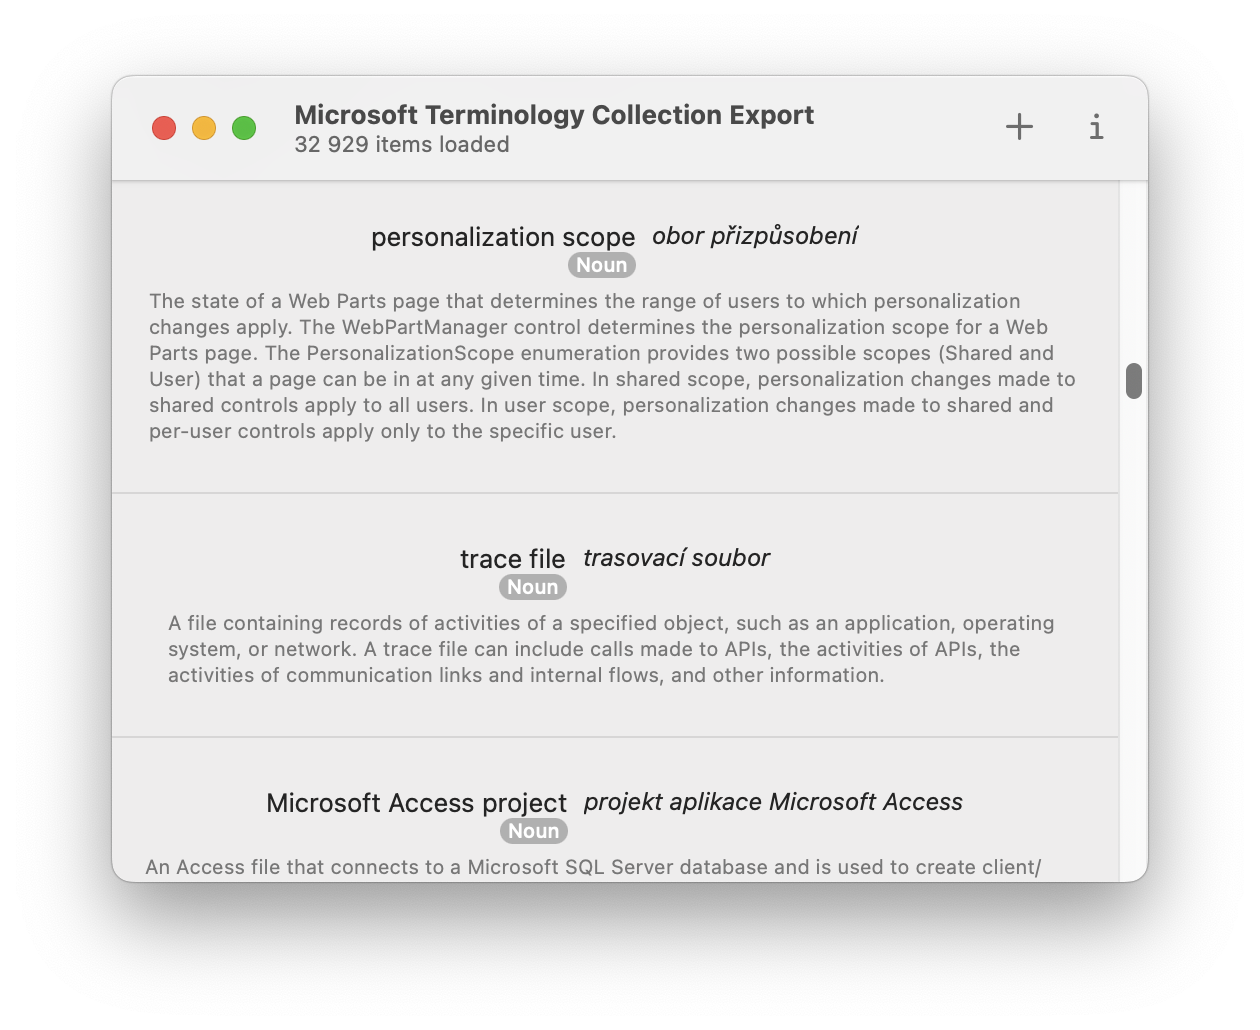 Microsoft Terminology Collection Export
32 929 items loaded
personalization scope obor přizpůsobení
Noun
The state of a Web Parts page that determines the range of users to which personalization
changes apply. The WebPartManager control determines the personalization scope for a Web
Parts page. The PersonalizationScope enumeration provides two possible scopes (Shared and
User) that a page can be in at any given time. In shared scope, personalization changes made to
shared controls apply to all users. In user scope, personalization changes made to shared and
per-user controls apply only to the specific user.
trace file trasovací soubor
Noun
A file containing records of activities of a specified object, such as an application, operating
system, or network. A trace file can include calls made to APIs, the activities of APIs, the
activities of communication links and internal flows, and other information.
Microsoft Access project projekt aplikace Microsoft Access
Noun
An Access file that connects to a Microsoft SQL Server database and is used to create client/